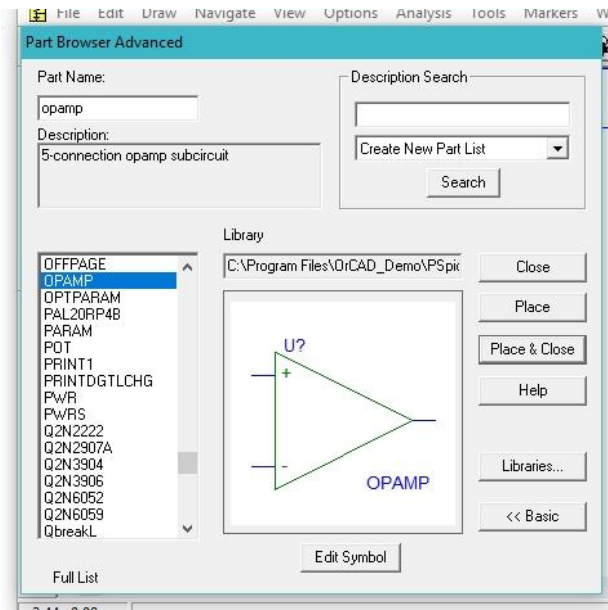 File Edit Draw Navigate View Options Analysis Tools Markers W
Part Browser Advanced
Part Name:
opamp
Description:
5-connection opamp subcircuit
Description Search
Create New Part List
Search
Library
C:\Program Files\OrCAD_Demo\PSpic
OFFPAGE
OPAMP
OPTPARAM
PAL20RP4B
PARAM
POT
PRINT1
PRINTDGTLCHG
PWR
PWRS
Q2N2222
Q2N2907A
Q2N3904
Q2N3906
Q2N6052
Q2N6059
QbreakL
Full List
U?
+
-
OPAMP
Edit Symbol
Close
Place
Place & Close
Help
Libraries...
<< Basic